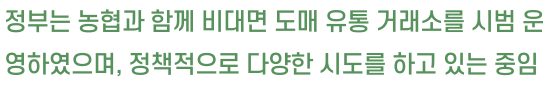 정부는 농협과 함께 비대면 도매 유통 거래소를 시범 운
영하였으며, 정책적으로 다양한 시도를 하고 있는 중임